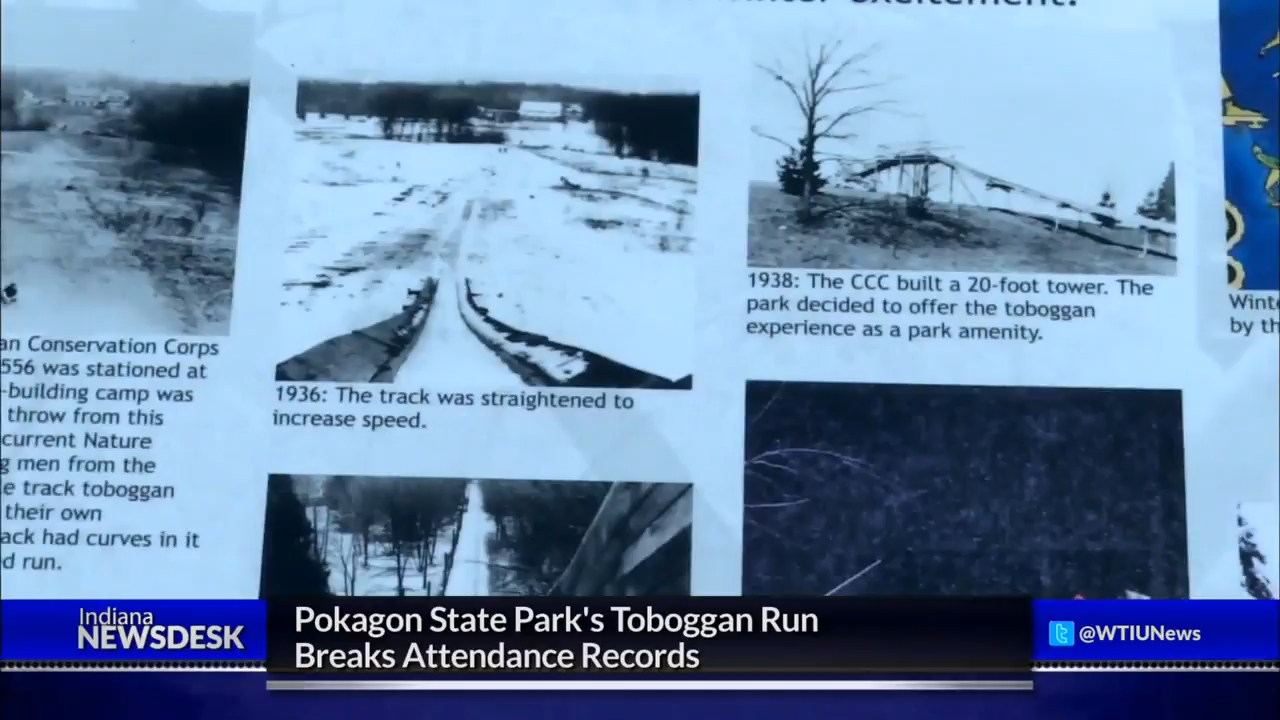 excitement.
an Conservation Corps
556 was stationed at
-building camp was
throw from this
current Nature
g men from the
e track toboggan
their own
ack had curves in it
d run.
1936: The track was straightened to
increase speed.
1938: The CCC built a 20-foot tower. The
park decided to offer the toboggan
experience as a park amenity.
by th
Indiana
NEWSDESK
Pokagon State Park's Toboggan Run
Breaks Attendance Records
@WTIUNews